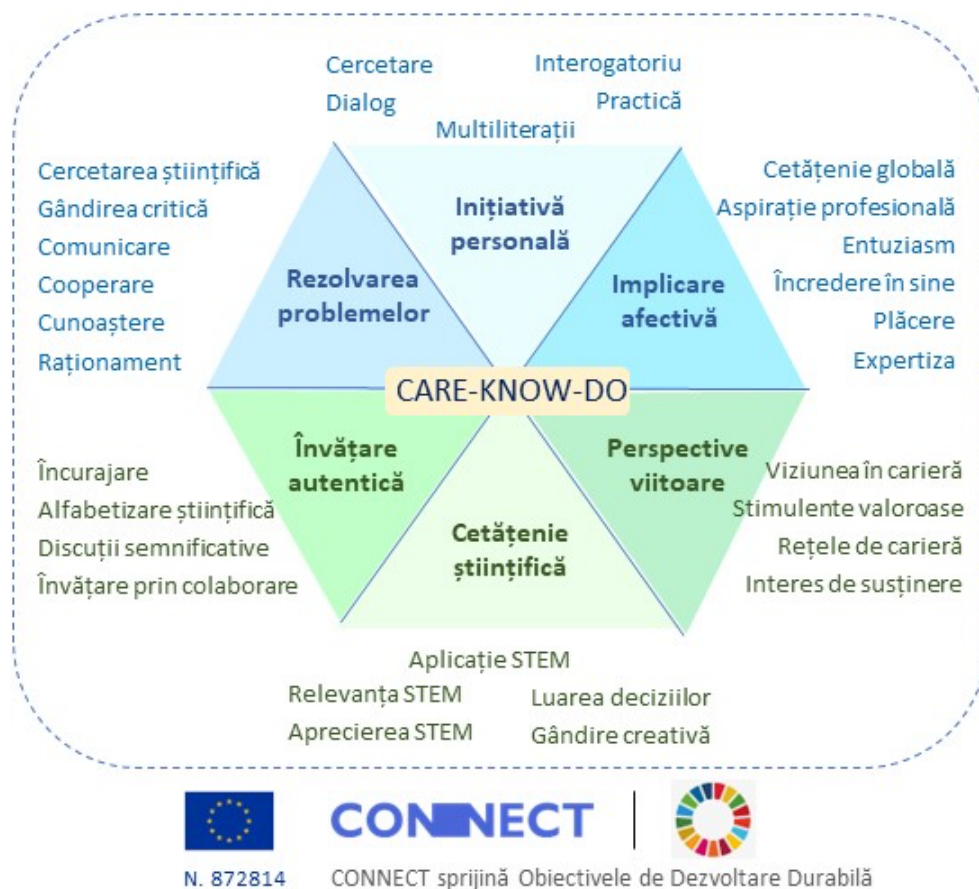 Cercetare
Dialog
Interogatoriu
Practică
Multiliterații
Cercetarea științifică
Gândirea critică
Comunicare
Cooperare
Cunoaștere
Raționament
Inițiativă
personală
Rezolvarea
problemelor
Implicare
afectivă
Cetățenie globală
Aspirație profesională
Entuziasm
Încredere în sine
Plăcere
Expertiza
CARE-KNOW-DO
Învățare
autentică
Cetățenie
științifică
Perspective
viitoare
Încurajare
Alfabetizare științifică
Discuții semnificative
Învățare prin colaborare
Viziunea în carieră
Stimulente valoroase
Rețele de carieră
Interes de susținere
Aplicație STEM
Relevanța STEM
Aprecierea STEM
Luarea deciziilor
Gândire creativă
CONNECT
N. 872814
CONNECT sprijină Obiectivele de Dezvoltare Durabilă